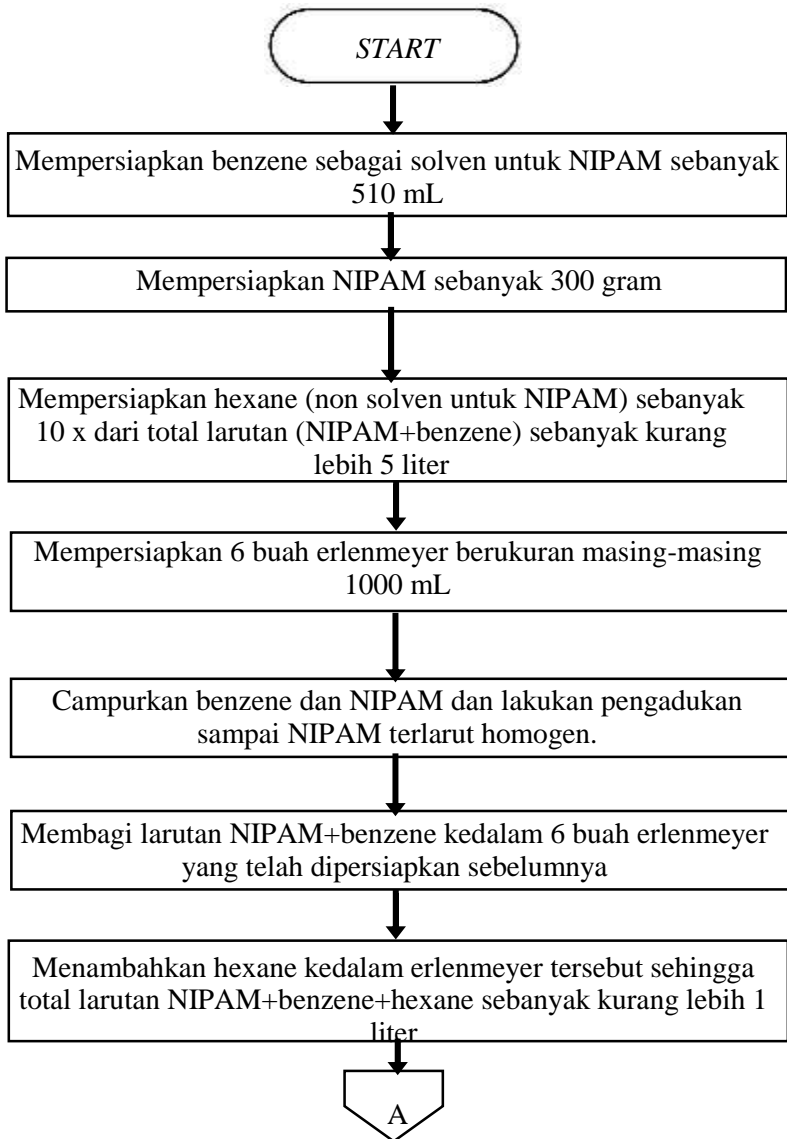 START
Mempersiapkan benzene sebagai solven untuk NIPAM sebanyak
510 mL
Mempersiapkan NIPAM sebanyak 300 gram
Mempersiapkan hexane (non solven untuk NIPAM) sebanyak
10 x dari total larutan (NIPAM+benzene) sebanyak kurang
lebih 5 liter
Mempersiapkan 6 buah erlenmeyer berukuran masing-masing
1000 mL
Campurkan benzene dan NIPAM dan lakukan pengadukan
sampai NIPAM terlarut homogen.
Membagi larutan NIPAM+benzene kedalam 6 buah erlenmeyer
yang telah dipersiapkan sebelumnya
Menambahkan hexane kedalam erlenmeyer tersebut sehingga
total larutan NIPAM+benzene+hexane sebanyak kurang lebih 1
liter
A